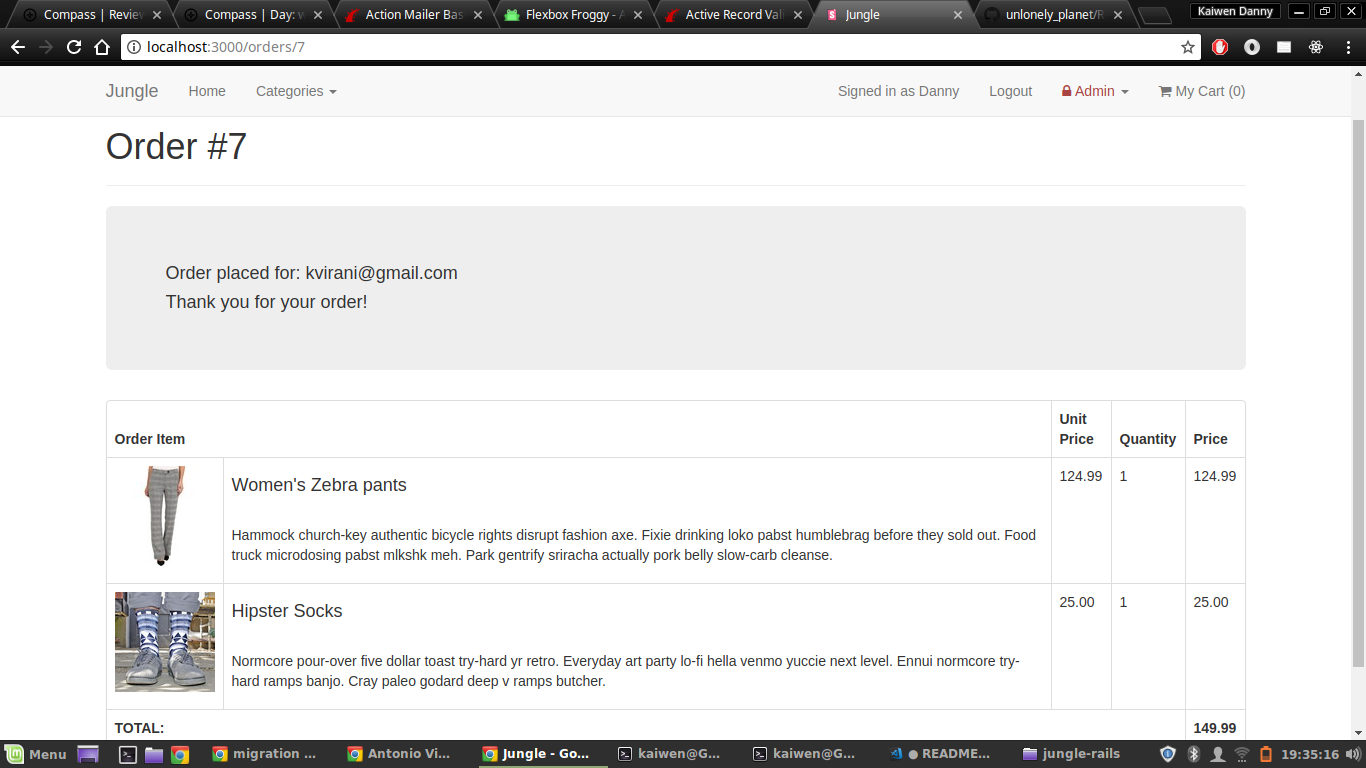 Compass | Review
Compass | Day: w
Action Mailer Bas
Flexbox Froggy - A
Active Record Vali
Jungle
unlonely_planet/R
Kaiwen Danny
localhost:3000/orders/7
Jungle
Home
Categories
Signed in as Danny
Logout
Admin
My Cart (0)
Order #7
Order placed for: kvirani@gmail.com
Thank you for your order!
Order Item
Unit
Price
Quantity
Price
Women's Zebra pants
124.99
1
124.99
Hammock church-key authentic bicycle rights disrupt fashion axe. Fixie drinking loko pabst humblebrag before they sold out. Food
truck microdosing pabst mlkshk meh. Park gentrify sriracha actually pork belly slow-carb cleanse.
Hipster Socks
25.00
1
25.00
Normcore pour-over five dollar toast try-hard yr retro. Everyday art party lo-fi hella venmo yuccie next level. Ennui normcore try-
hard ramps banjo. Cray paleo godard deep v ramps butcher.
TOTAL:
149.99
Menu
migration ...
Antonio Vi...
Jungle - Go...
kaiwen@G...
kaiwen@G...
● README...
jungle-rails
19:35:16